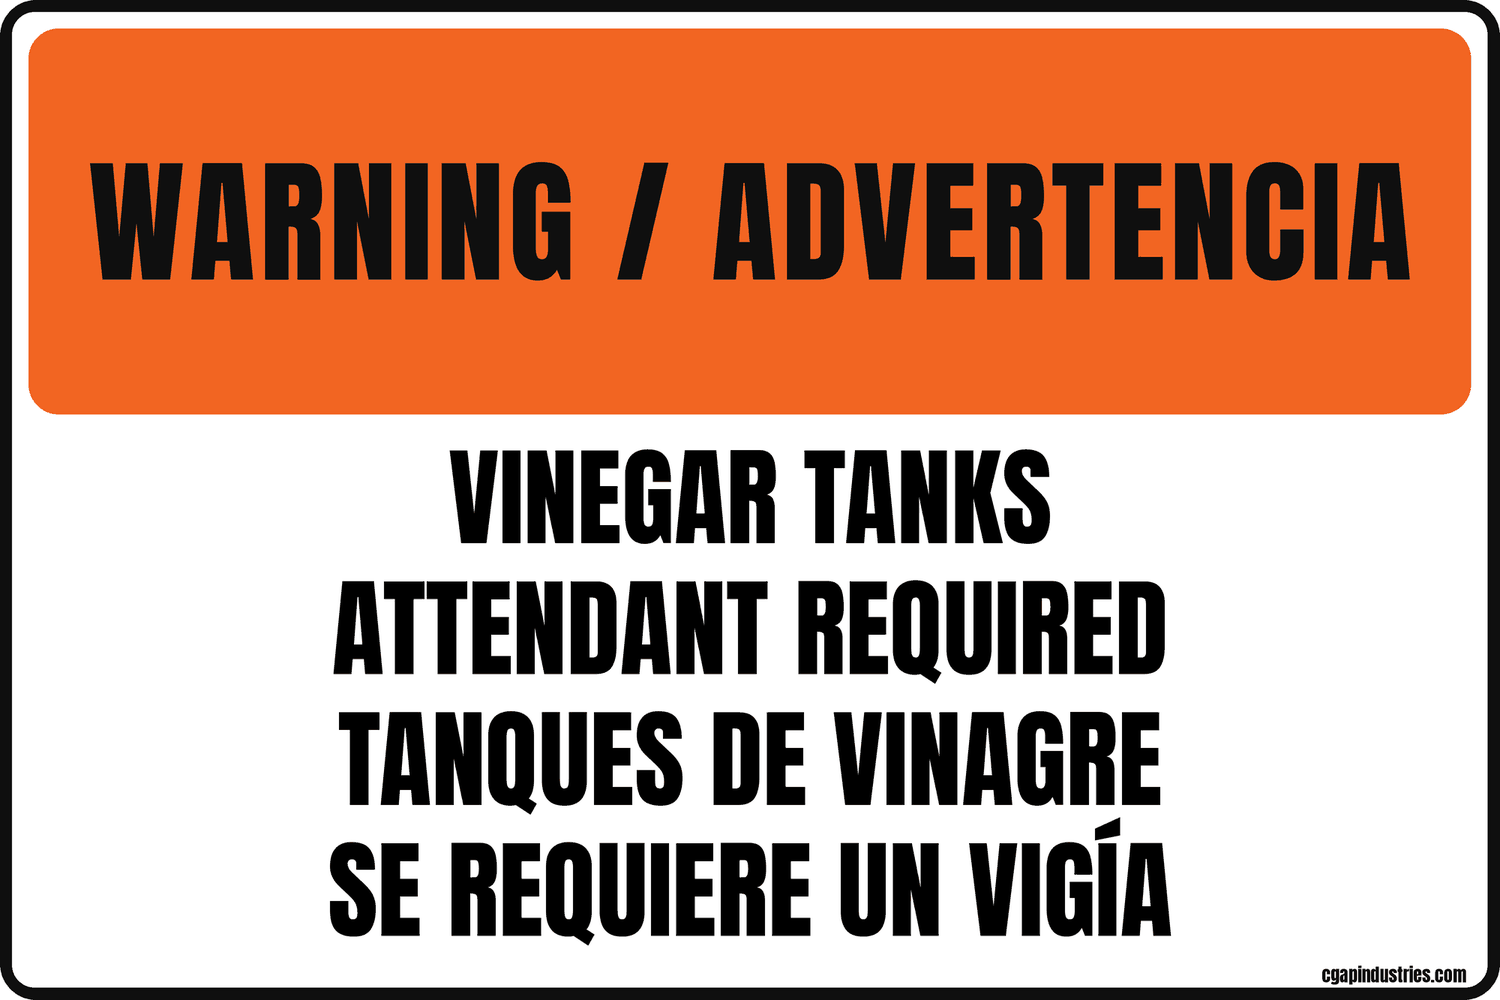 WARNING / ADVERTENCIA
VINEGAR TANKS
ATTENDANT REQUIRED
TANQUES DE VINAGRE
SE REQUIERE UN VIGÍA
cgapindustries.com